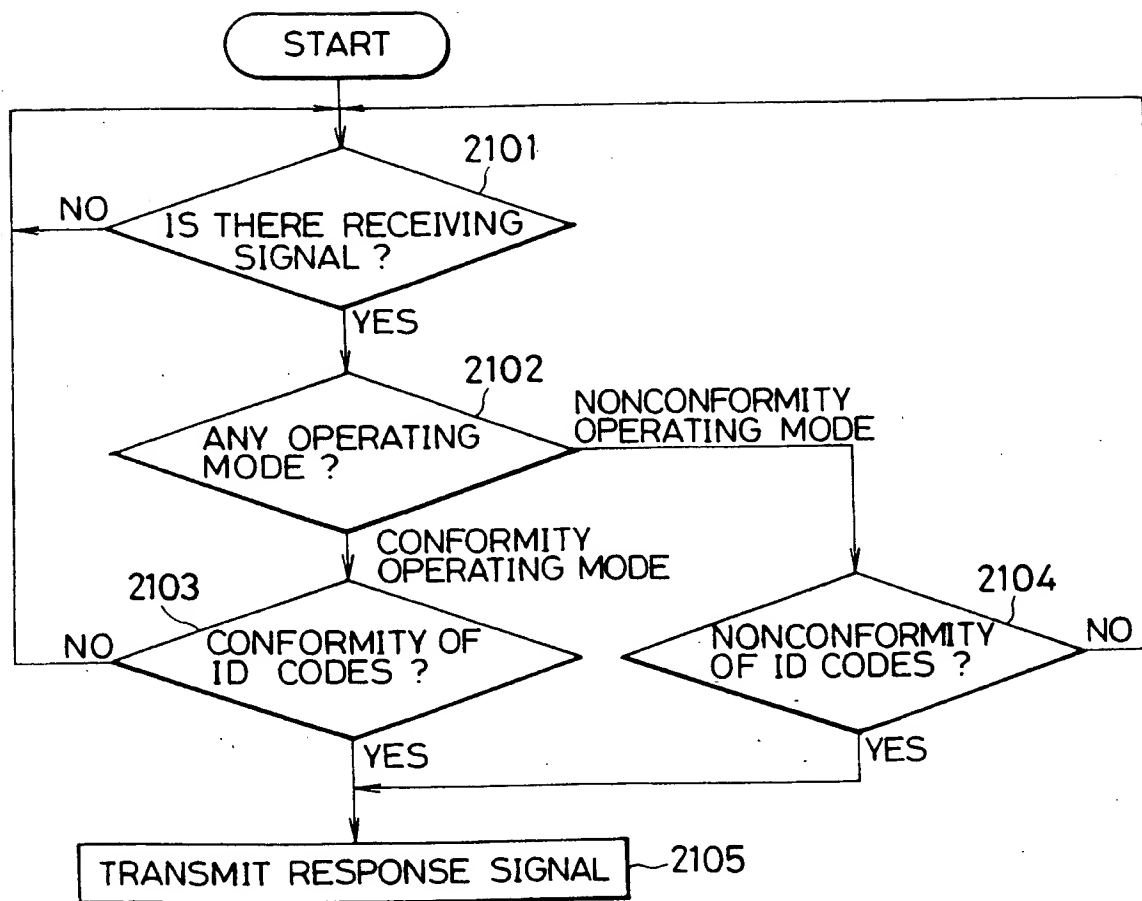 START
2101
NO
IS THERE RECEIVING
SIGNAL ?
YES
2102
NONCONFORMITY
OPERATING MODE
ANY OPERATING
MODE ?
CONFORMITY
OPERATING MODE
2103
2104
NO
CONFORMITY OF
ID CODES ?
NONCONFORMITY
OF ID CODES ?
NO
YES
YES
TRANSMIT RESPONSE SIGNAL
2105